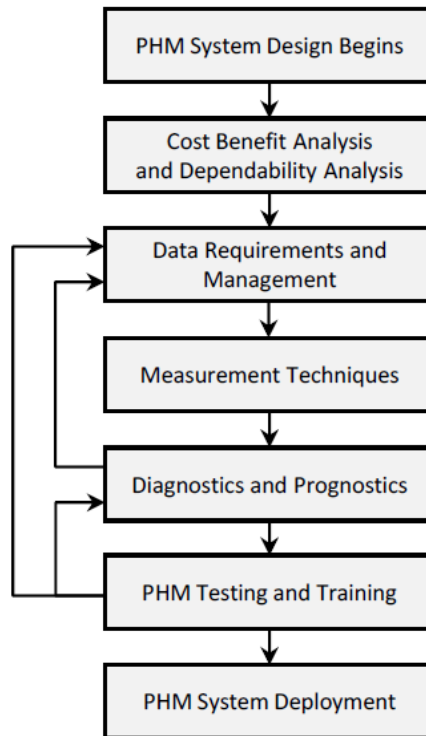 PHM System Design Begins
Cost Benefit Analysis
and Dependability Analysis
Data Requirements and
Management
Measurement Techniques
Diagnostics and Prognostics
PHM Testing and Training
PHM System Deployment